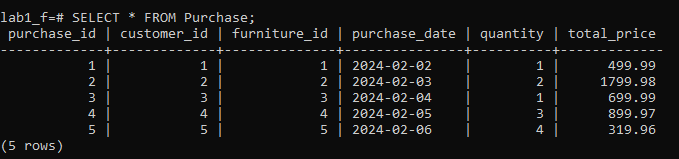 lab1_f=# SELECT * FROM Purchase;
 purchase_id | customer_id | furniture_id | purchase_date | quantity | total_price
-------------+-------------+--------------+---------------+----------+-------------
           1 |           1 |            1 | 2024-02-02    |        1 |      499.99
           2 |           2 |            2 | 2024-02-03    |        2 |     1799.98
           3 |           3 |            3 | 2024-02-04    |        1 |      699.99
           4 |           4 |            4 | 2024-02-05    |        3 |      899.97
           5 |           5 |            5 | 2024-02-06    |        4 |      319.96
(5 rows)